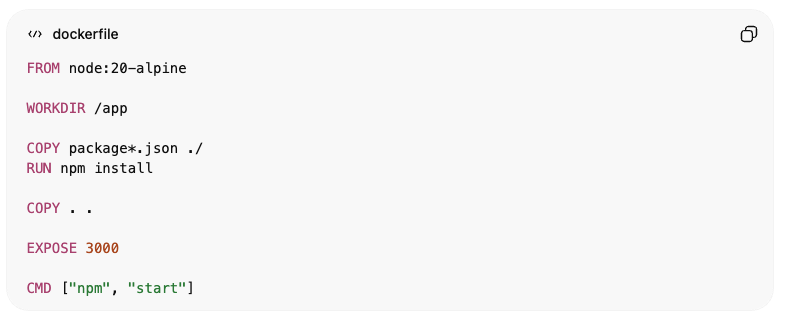 dockerfile
FROM node:20-alpine
WORKDIR /app
COPY package*.json ./
RUN npm install
COPY . .
EXPOSE 3000
CMD ["npm", "start"]